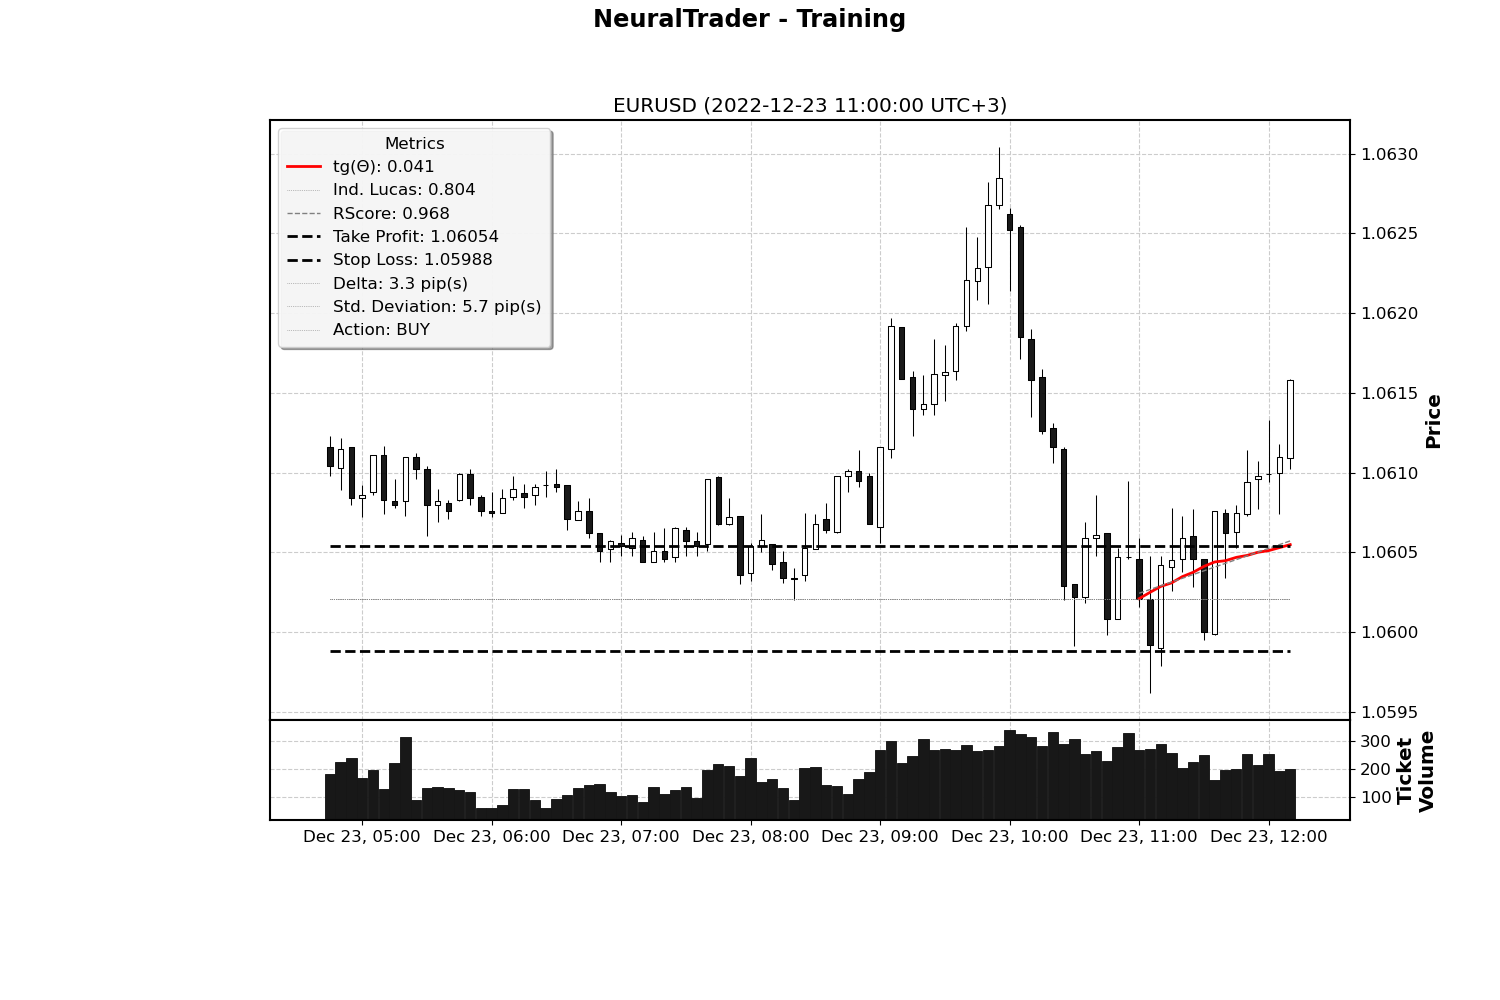 NeuralTrader - Training
EURUSD (2022-12-23 11:00:00 UTC+3)
Metrics
tg(Θ): 0.041
Ind. Lucas: 0.804
RScore: 0.968
Take Profit: 1.06054
Stop Loss: 1.05988
Delta: 3.3 pip(s)
Std. Deviation: 5.7 pip(s)
Action: BUY
1.0630
1.0625
1.0620
1.0615
1.0610
1.0605
1.0600
1.0595
Price
300
200
100
Ticket
Volume
Dec 23, 05:00 Dec 23, 06:00 Dec 23, 07:00 Dec 23, 08:00 Dec 23, 09:00 Dec 23, 10:00 Dec 23, 11:00 Dec 23, 12:00